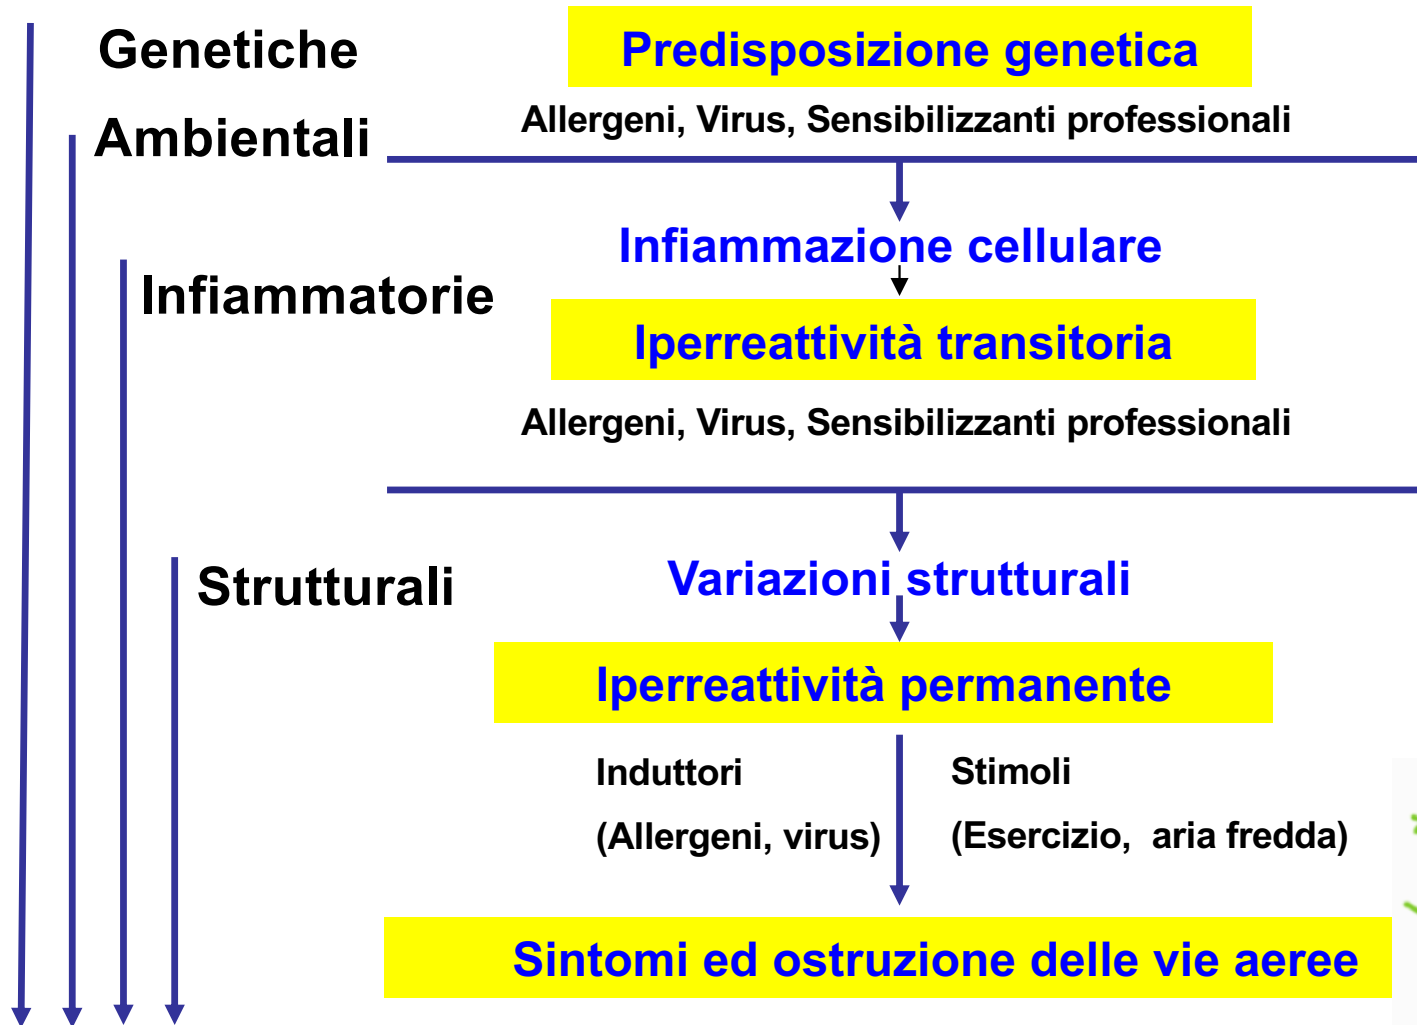 Genetiche
Predisposizione genetica
Ambientali
Allergeni, Virus, Sensibilizzanti professionali
Infiammazione cellulare
Infiammatorie
Iperreattività transitoria
Allergeni, Virus, Sensibilizzanti professionali
Strutturali
Variazioni strutturali
Iperreattività permanente
Induttori
(Allergeni, virus)
Stimoli
(Esercizio, aria fredda)
Sintomi ed ostruzione delle vie aeree